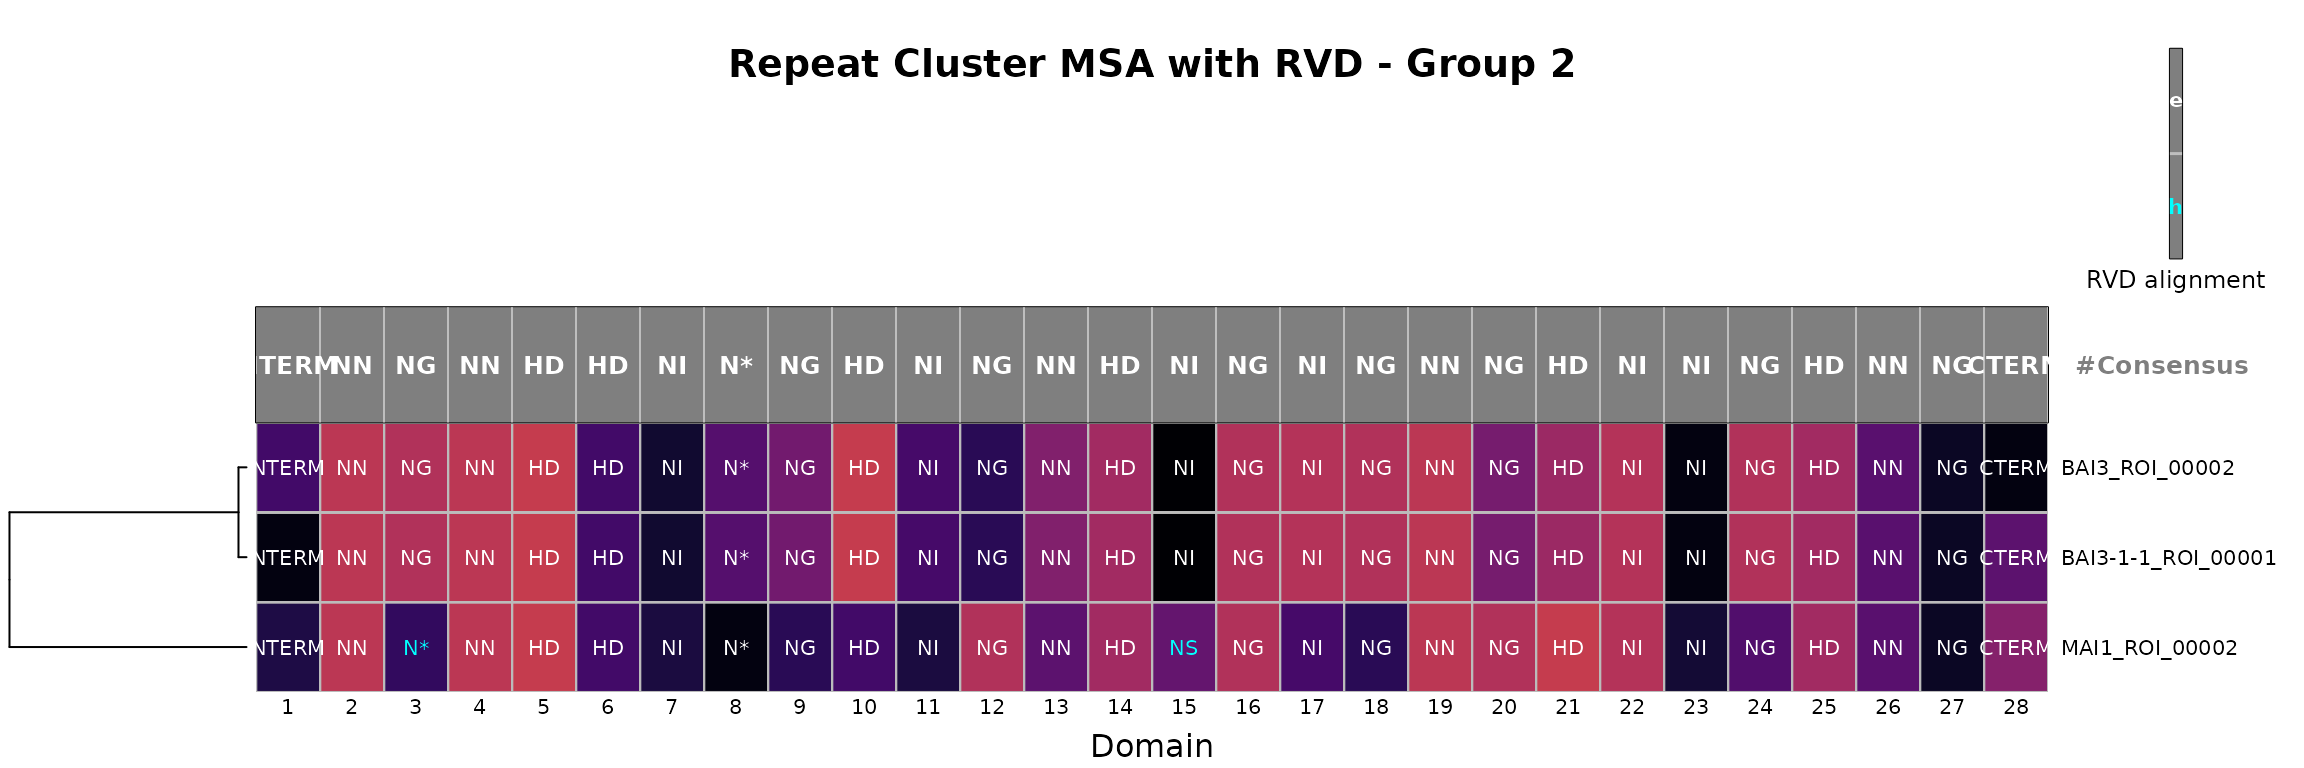 Repeat Cluster MSA with RVD - Group 2
e
h
RVD alignment
NTERM NN NG NN HD HD NI N* NG HD NI NG NN HD NI NG NI NG NN NG HD NI NI NG HD NN NG CTERM #Consensus
NTERM NN NG NN HD HD NI N* NG HD NI NG NN HD NI NG NI NG NN NG HD NI NI NG HD NN NG CTERM BAI3_ROI_00002
NTERM NN NG NN HD HD NI N* NG HD NI NG NN HD NI NG NI NG NN NG HD NI NI NG HD NN NG CTERM BAI3-1-1_ROI_00001
NTERM NN N* NN HD HD NI N* NG HD NI NG NN HD NS NG NI NG NN NG HD NI NI NG HD NN NG CTERM MAI1_ROI_00002
1 2 3 4 5 6 7 8 9 10 11 12 13 14 15 16 17 18 19 20 21 22 23 24 25 26 27 28
Domain